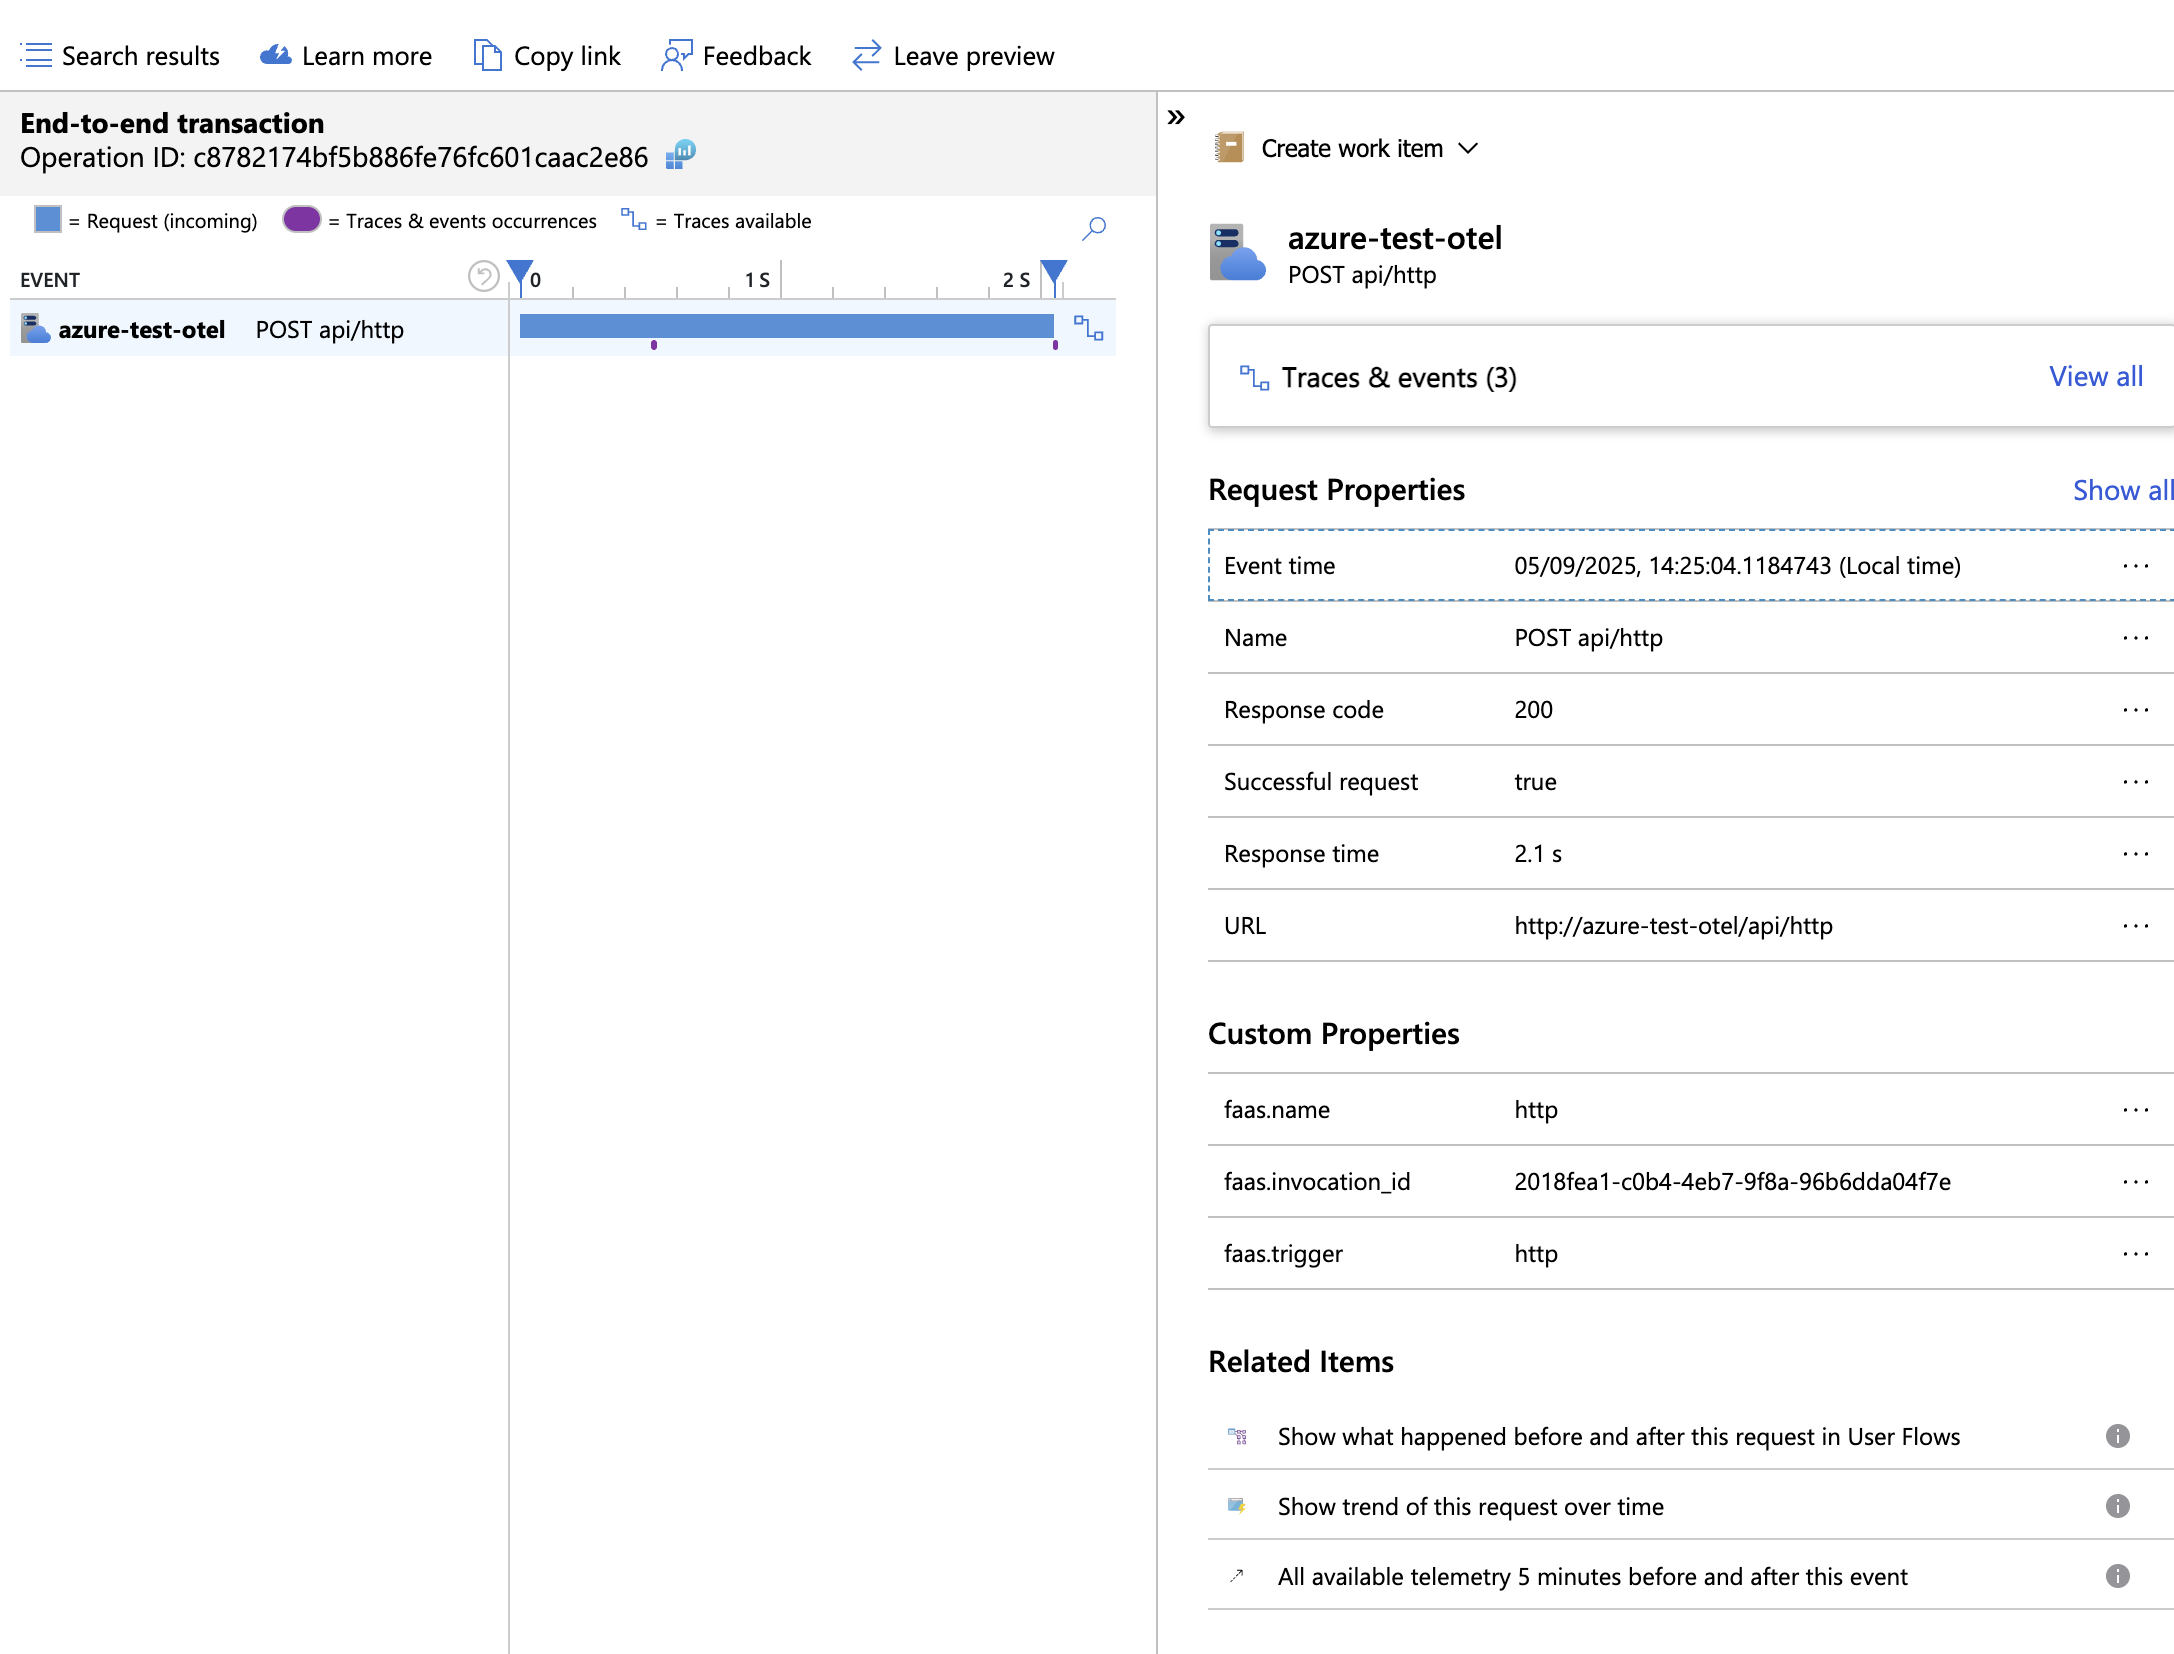 Search results Learn more Copy link Feedback Leave preview
End-to-end transaction
Operation ID: c8782174bf5b886fe76fc601caac2e86
= Request (incoming) = Traces & events occurrences = Traces available
EVENT 0 1 S 2 S
azure-test-otel POST api/http
»
Create work item
azure-test-otel
POST api/http
Traces & events (3) View all
Request Properties Show all
Event time 05/09/2025, 14:25:04.1184743 (Local time) ...
Name POST api/http ...
Response code 200 ...
Successful request true ...
Response time 2.1 s ...
URL http://azure-test-otel/api/http ...
Custom Properties
faas.name http ...
faas.invocation_id 2018fea1-c0b4-4eb7-9f8a-96b6dda04f7e ...
faas.trigger http ...
Related Items
Show what happened before and after this request in User Flows
Show trend of this request over time
All available telemetry 5 minutes before and after this event